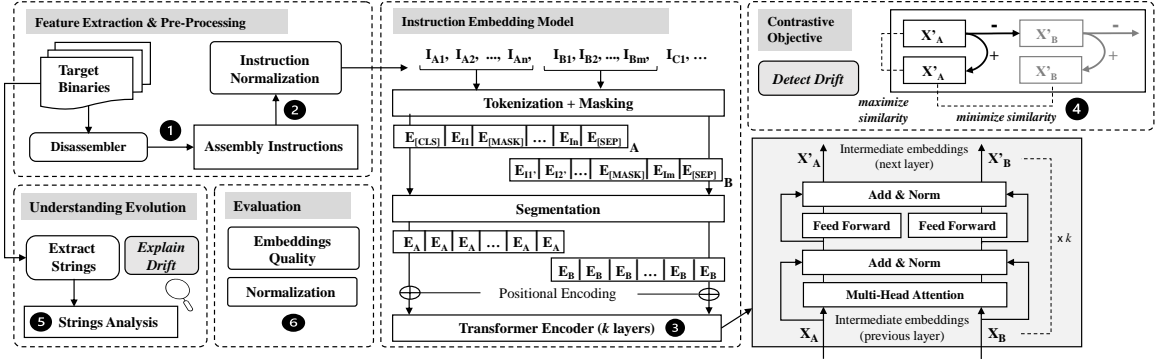 Feature Extraction & Pre-Processing
Target
Binaries
Instruction
Normalization
1
2
Disassembler
Assembly Instructions
Understanding Evolution
Extract
Strings
Explain
Drift
5
Strings Analysis
Evaluation
Embeddings
Quality
Normalization
6
Instruction Embedding Model
I_A1, I_A2, ..., I_An,
I_B1, I_B2, ..., I_Bm,
I_C1, ...
Tokenization + Masking
E_[CLS] E_I1 E_[MASK] ... E_In E_[SEP] A
E_I1' E_I2' ... E_[MASK] E_Im E_[SEP] B
Segmentation
E_A E_A E_A ... E_A E_A
E_B E_B E_B ... E_B E_B
Positional Encoding
Transformer Encoder (k layers) 3
Contrastive
Objective
Detect Drift
X'_A - X'_B -
+ +
X'_A X'_B
maximize
similarity
minimize similarity
4
Intermediate embeddings
(next layer)
X'_A X'_B
Add & Norm
Feed Forward Feed Forward
x k
Add & Norm
Multi-Head Attention
Intermediate embeddings
(previous layer)
X_A X_B